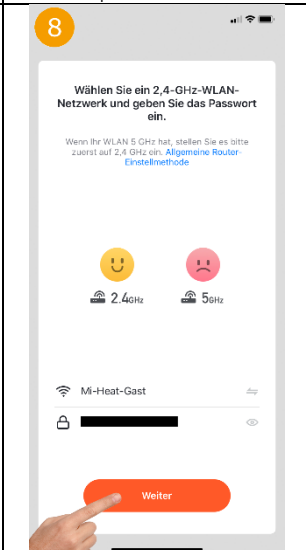 8
Wählen Sie ein 2,4-GHz-WLAN-
Netzwerk und geben Sie das Passwort
ein.
Wenn Ihr WLAN 5 GHz hat, stellen Sie es bitte
zuerst auf 2,4 GHz ein. Allgemeine Router-
Einstellmethode
2.4GHz
5GHz
Mi-Heat-Gast
Weiter